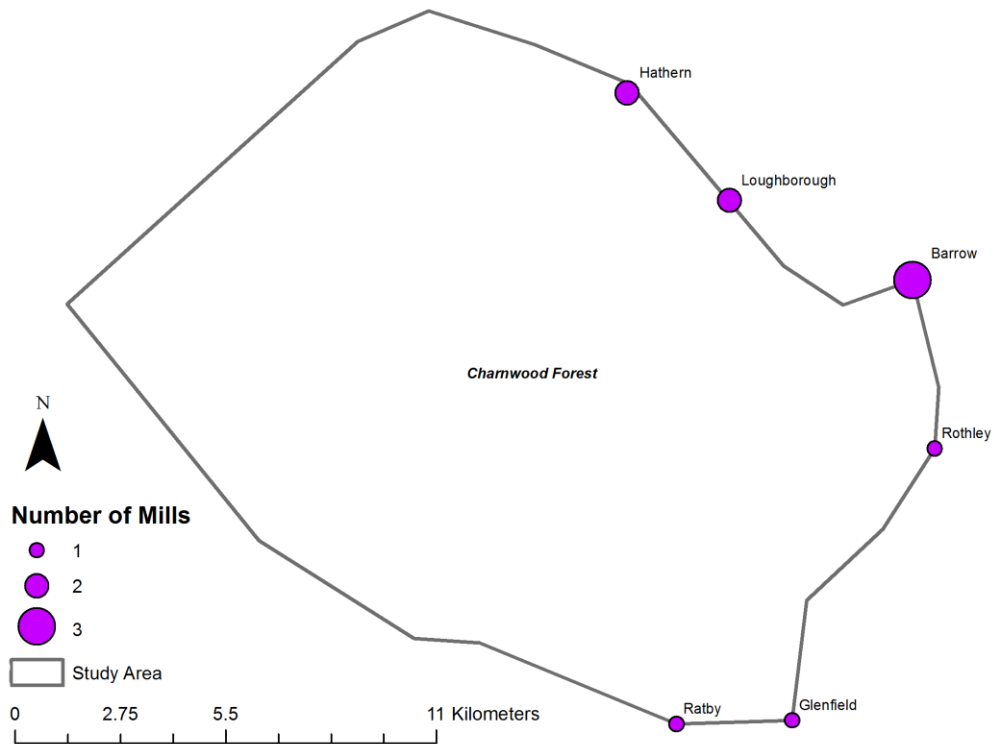 Hathern
Loughborough
Barrow
Charnwood Forest
N
Rothley
Number of Mills
1
2
3
Study Area
Ratby
Glenfield
0 2.75 5.5 11 Kilometers